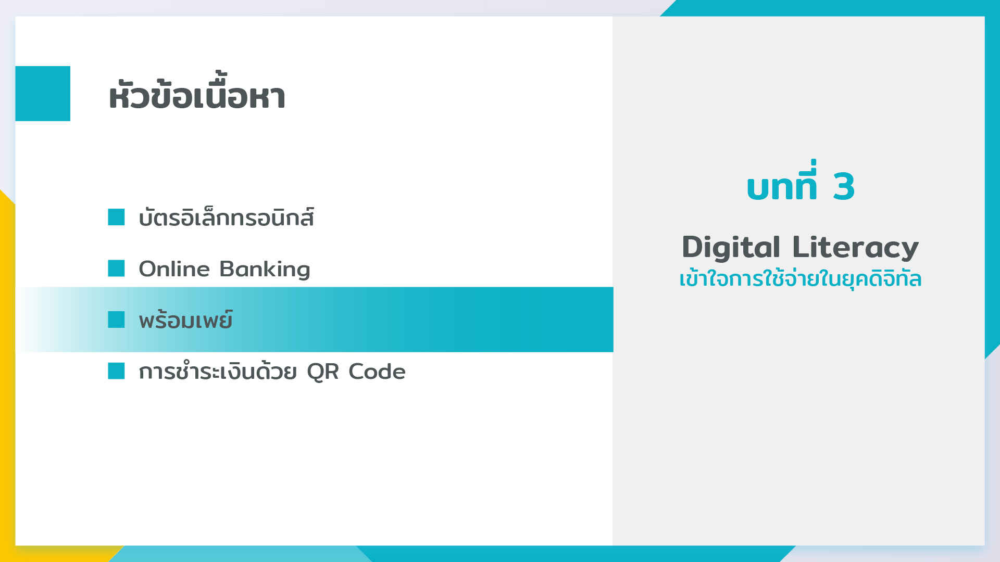 หัวข้อเนื้อหา
บัตรอิเล็กทรอนิกส์
Online Banking
พร้อมเพย์
การชำระเงินด้วย QR Code
บทที่ 3
Digital Literacy
เข้าใจการใช้จ่ายในยุคดิจิทัล